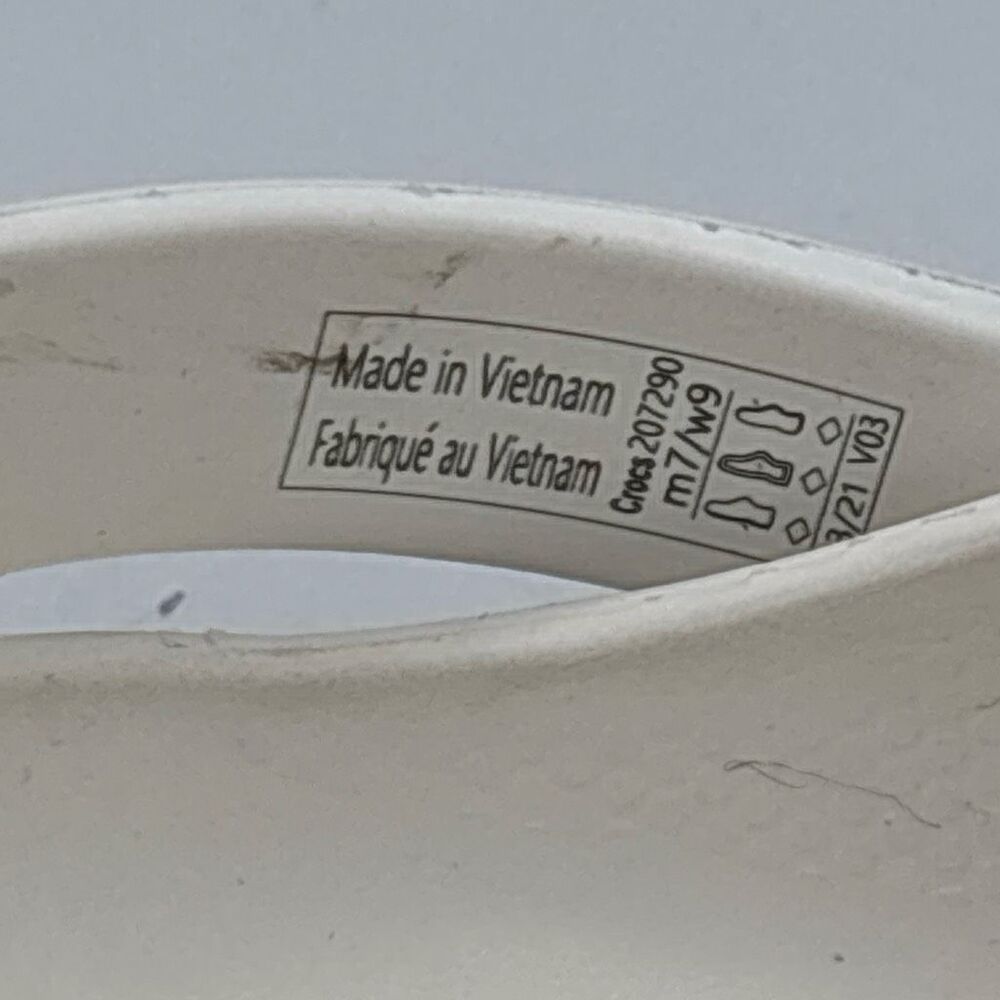 Made in Vietnam
Fabriqué au Vietnam
Crocs 207290
m7/w9
3/21 V03